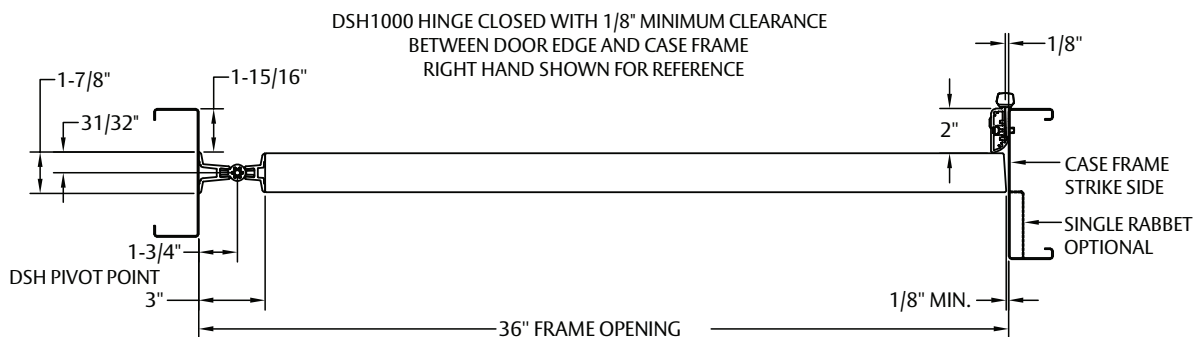 DSH1000 HINGE CLOSED WITH 1/8" MINIMUM CLEARANCE
BETWEEN DOOR EDGE AND CASE FRAME
RIGHT HAND SHOWN FOR REFERENCE
1/8"
1-7/8"
1-15/16"
31/32"
2"
CASE FRAME
STRIKE SIDE
SINGLE RABBET
OPTIONAL
1-3/4"
DSH PIVOT POINT
3"
1/8" MIN.
36" FRAME OPENING